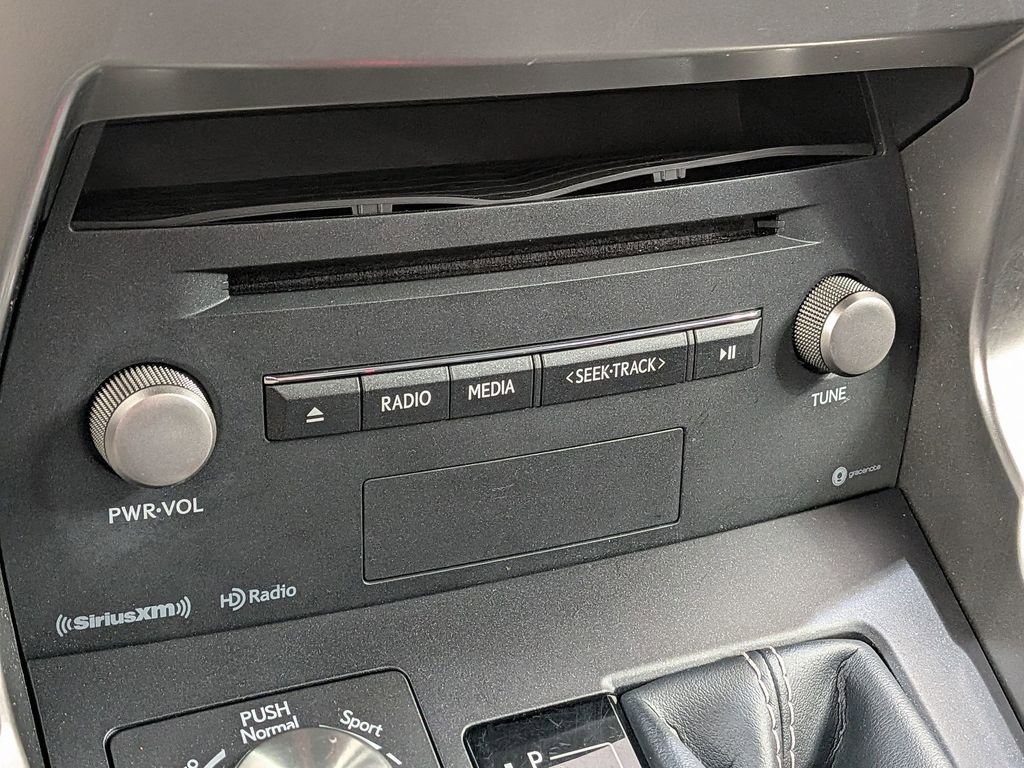 RADIO MEDIA <SEEK·TRACK>
TUNE
PWR·VOL
gracenote
SiriusXM HD Radio
PUSH
Normal Sport
P